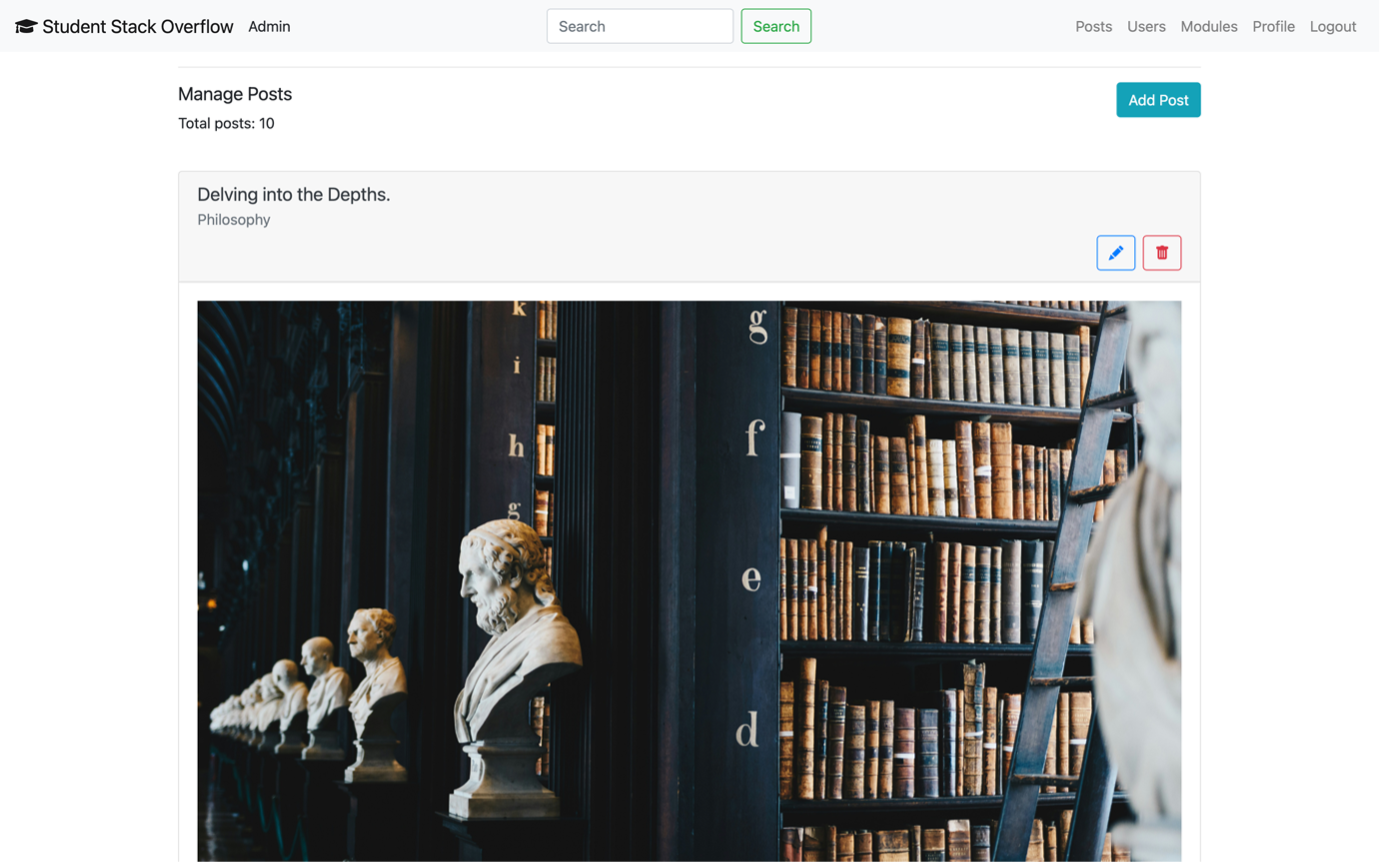 Student Stack Overflow Admin Search Search Posts Users Modules Profile Logout
Manage Posts Add Post
Total posts: 10
Delving into the Depths.
Philosophy
k
i
h
g
g
f
e
d